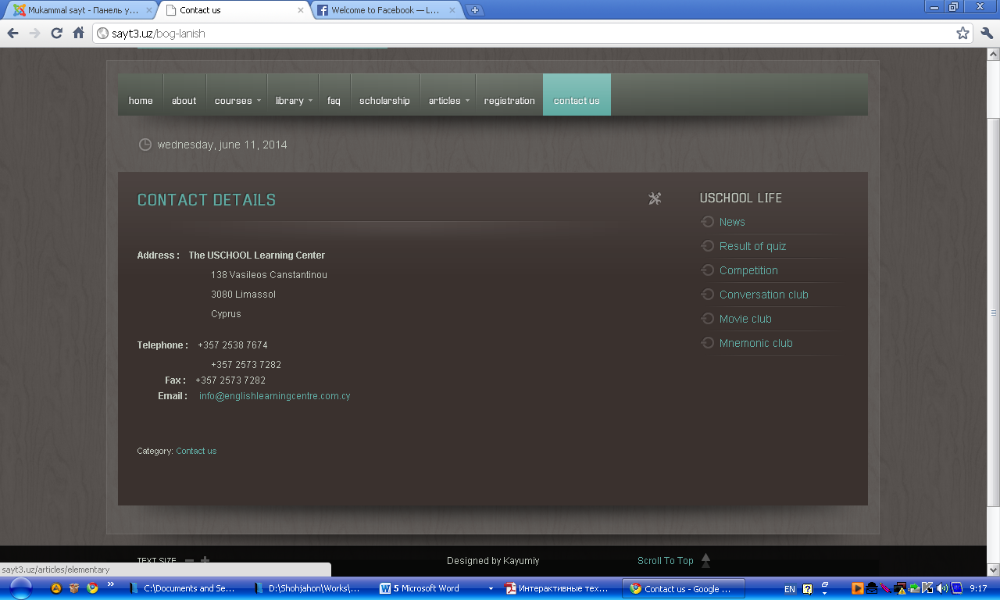 Mukammal sayt - Панель у... Contact us Welcome to Facebook — L...
sayt3.uz/bog-lanish
home about courses library faq scholarship articles registration contact us
wednesday, june 11, 2014
CONTACT DETAILS
Address : The USCHOOL Learning Center
138 Vasileos Canstantinou
3080 Limassol
Cyprus
Telephone : +357 2538 7674
+357 2573 7282
Fax : +357 2573 7282
Email : info@englishlearningcentre.com.cy
Category: Contact us
USCHOOL LIFE
News
Result of quiz
Competition
Conversation club
Movie club
Mnemonic club
TEXT SIZE Designed by Kayumiy Scroll To Top
sayt3.uz/articles/elementary
C:\Documents and Se... D:\Shohjahon\Works\... 5 Microsoft Word Интерактивные тех... Contact us - Google ... EN 9:17